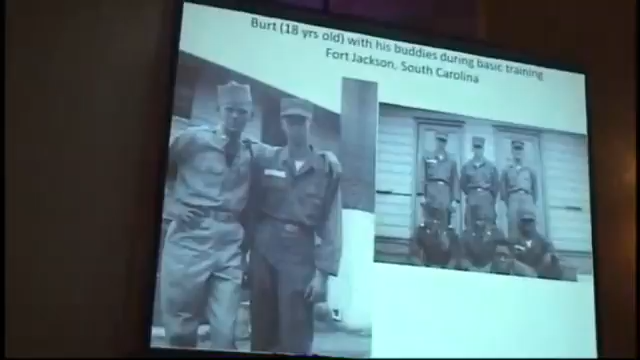 Burt (18 yrs old) with his buddies during basic training
Fort Jackson, South Carolina